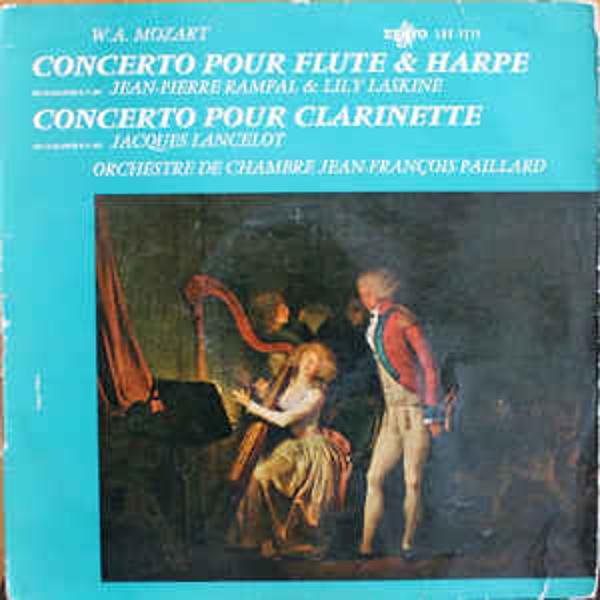 W.A. MOZART
CONCERTO POUR FLUTE & HARPE
JEAN-PIERRE RAMPAL & LILY LASKINE
CONCERTO POUR CLARINETTE
JACQUES LANCELOT
ORCHESTRE DE CHAMBRE JEAN-FRANÇOIS PAILLARD